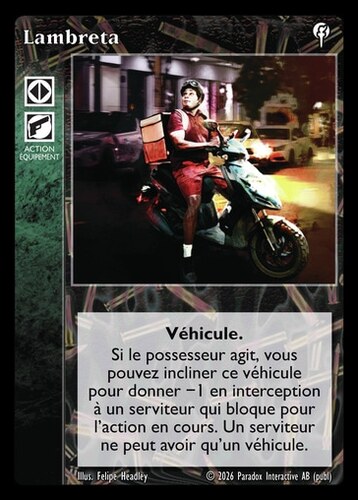 Lambreta
ACTION
ÉQUIPEMENT
Véhicule.
Si le possesseur agit, vous
pouvez incliner ce véhicule
pour donner −1 en interception
à un serviteur qui bloque pour
l'action en cours. Un serviteur
ne peut avoir qu'un véhicule.
Illus. Felipe Headley
© 2026 Paradox Interactive AB (publ)